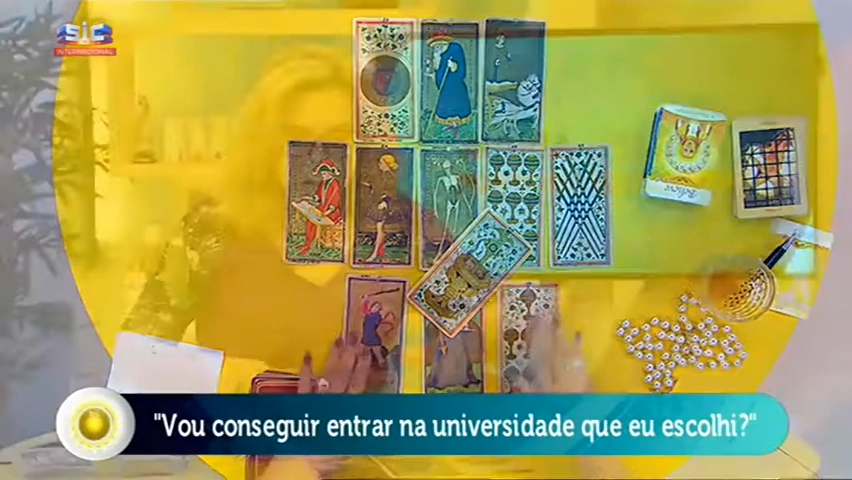 SIC
INTERNACIONAL
"Vou conseguir entrar na universidade que eu escolhi?"